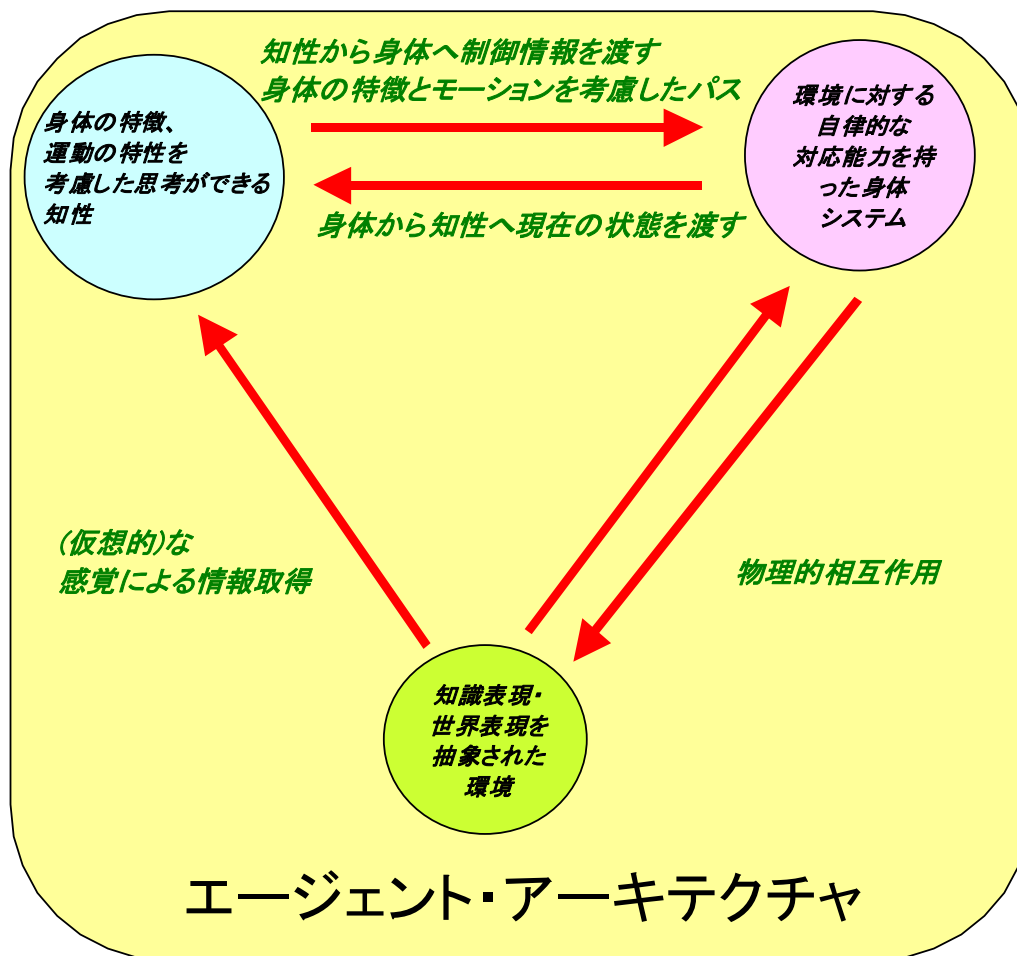 知性から身体へ制御情報を渡す
身体の特徴とモーションを考慮したパス
身体の特徴、
運動の特性を
考慮した思考ができる
知性
環境に対する
自律的な
対応能力を持
った身体
システム
身体から知性へ現在の状態を渡す
(仮想的)な
感覚による情報取得
物理的相互作用
知識表現・
世界表現を
抽象された
環境
エージェント・アーキテクチャ